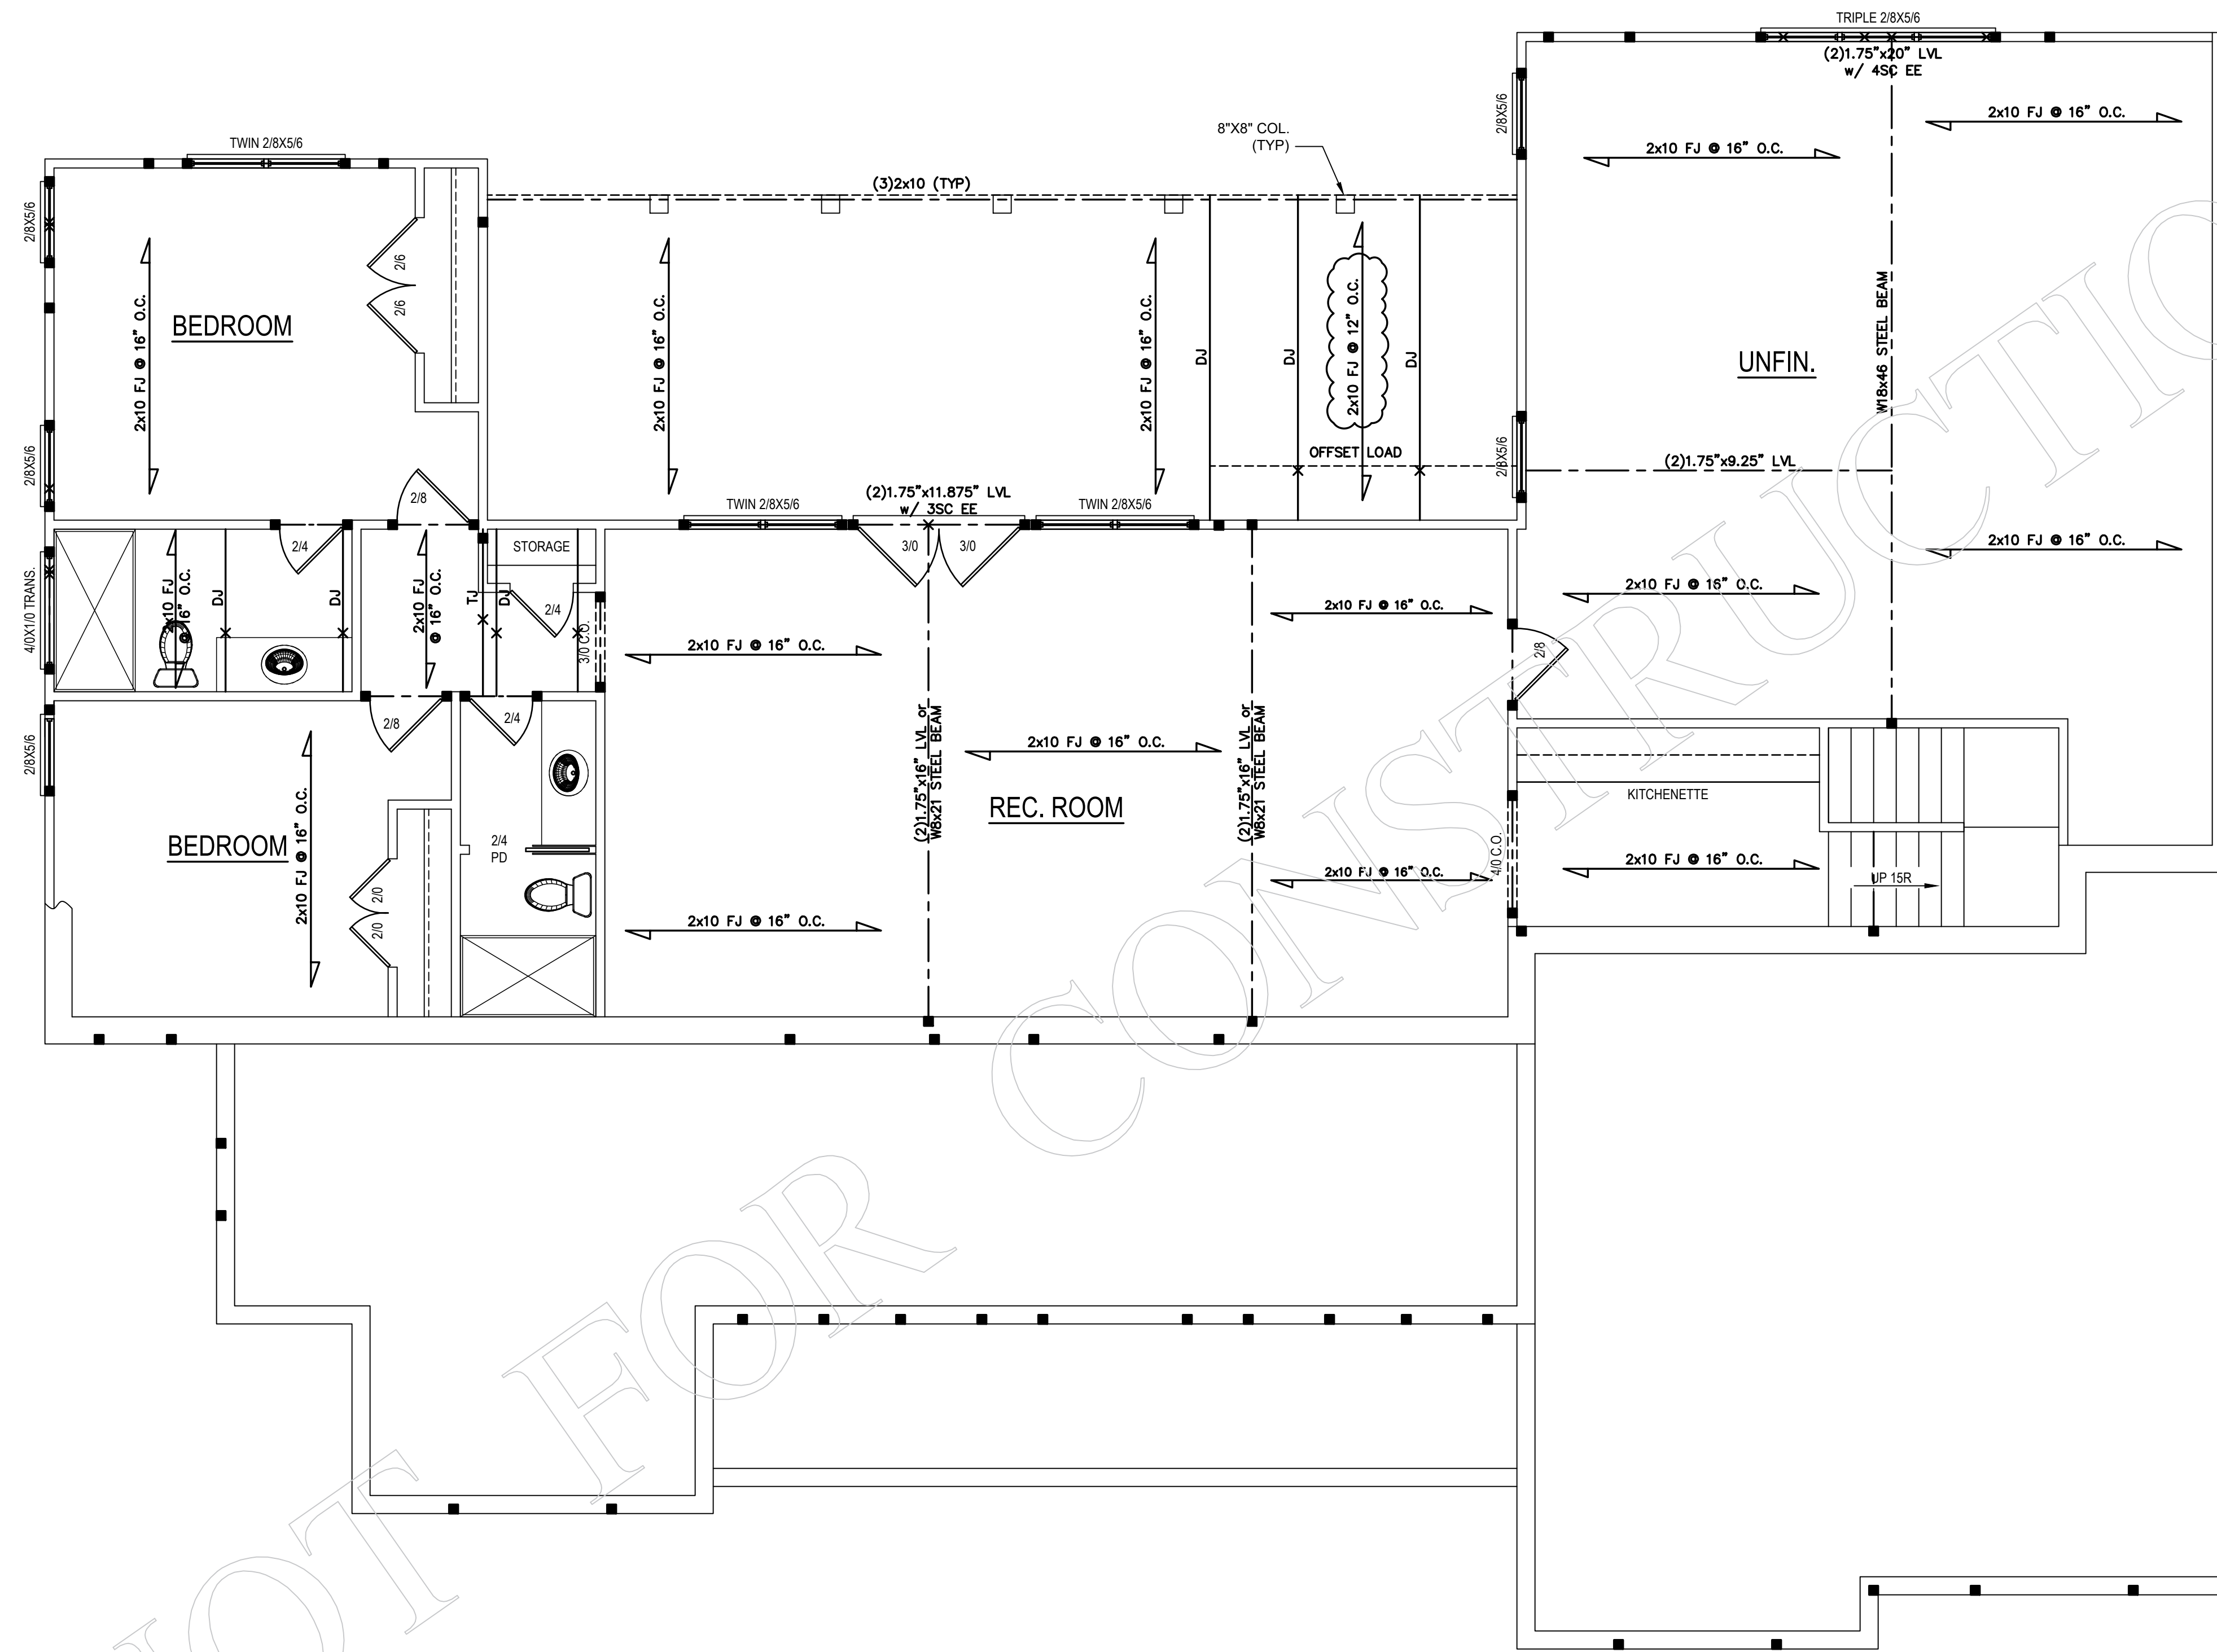 TRIPLE 2/8X5/6
(2)1.75"x20" LVL
w/ 4SC EE
2/8X5/6
2x10 FJ @ 16" O.C.
2x10 FJ @ 16" O.C.
8"X8" COL.
(TYP)
TWIN 2/8X5/6
(3)2x10 (TYP)
2/8X5/6
2/6
2/6
2x10 FJ @ 16" O.C.
BEDROOM
2x10 FJ @ 16" O.C.
2x10 FJ @ 16" O.C.
DJ
DJ
2x10 FJ @ 12" O.C.
DJ
W18x46 STEEL BEAM
UNFIN.
OFFSET LOAD
2/8X5/6
2/8X5/6
(2)1.75"x9.25" LVL
2/8
TWIN 2/8X5/6
(2)1.75"x11.875" LVL
w/ 3SC EE
TWIN 2/8X5/6
2x10 FJ @ 16" O.C.
2/4
STORAGE
3/0
3/0
4/0X1/0 TRANS.
2x10 FJ
@ 16" O.C.
DJ
DJ
2x10 FJ
@ 16" O.C.
TJ
DJ
2/4
3/0 C.O.
2x10 FJ @ 16" O.C.
2x10 FJ @ 16" O.C.
2x10 FJ @ 16" O.C.
2/8
2/8X5/6
2/8
2/4
2x10 FJ @ 16" O.C.
(2)1.75"x16" LVL or
W8x21 STEEL BEAM
(2)1.75"x16" LVL or
W8x21 STEEL BEAM
REC. ROOM
KITCHENETTE
BEDROOM
2x10 FJ @ 16" O.C.
2/4
PD
2/0
2/0
2x10 FJ @ 16" O.C.
4/0 C.O.
2x10 FJ @ 16" O.C.
UP 15R
2x10 FJ @ 16" O.C.
NOT FOR CONSTRUCTIO